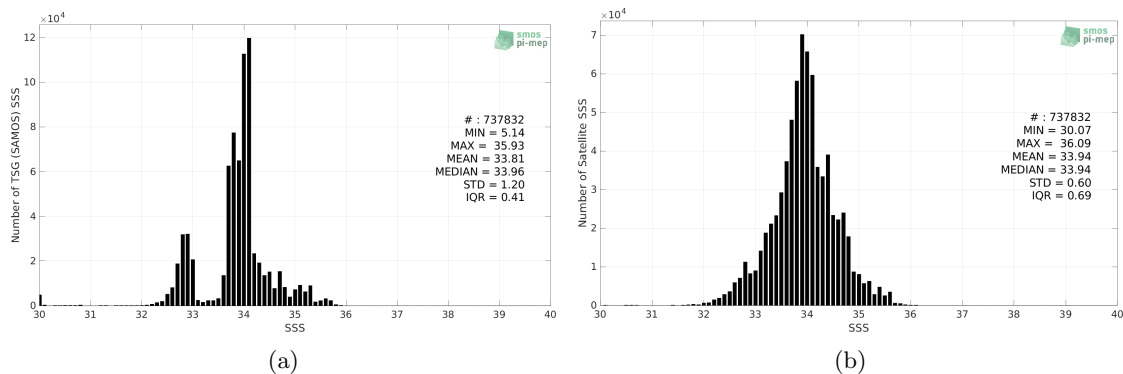 ×10⁴
12
10
8
6
4
2
0
30 31 32 33 34 35 36 37 38 39 40
Number of TSG (SAMOS) SSS
SSS
smos
pi-mep
# : 737832
MIN = 5.14
MAX = 35.93
MEAN = 33.81
MEDIAN = 33.96
STD = 1.20
IQR = 0.41
(a)
×10⁴
7
6
5
4
3
2
1
0
30 31 32 33 34 35 36 37 38 39 40
Number of Satellite SSS
SSS
smos
pi-mep
# : 737832
MIN = 30.07
MAX = 36.09
MEAN = 33.94
MEDIAN = 33.94
STD = 0.60
IQR = 0.69
(b)